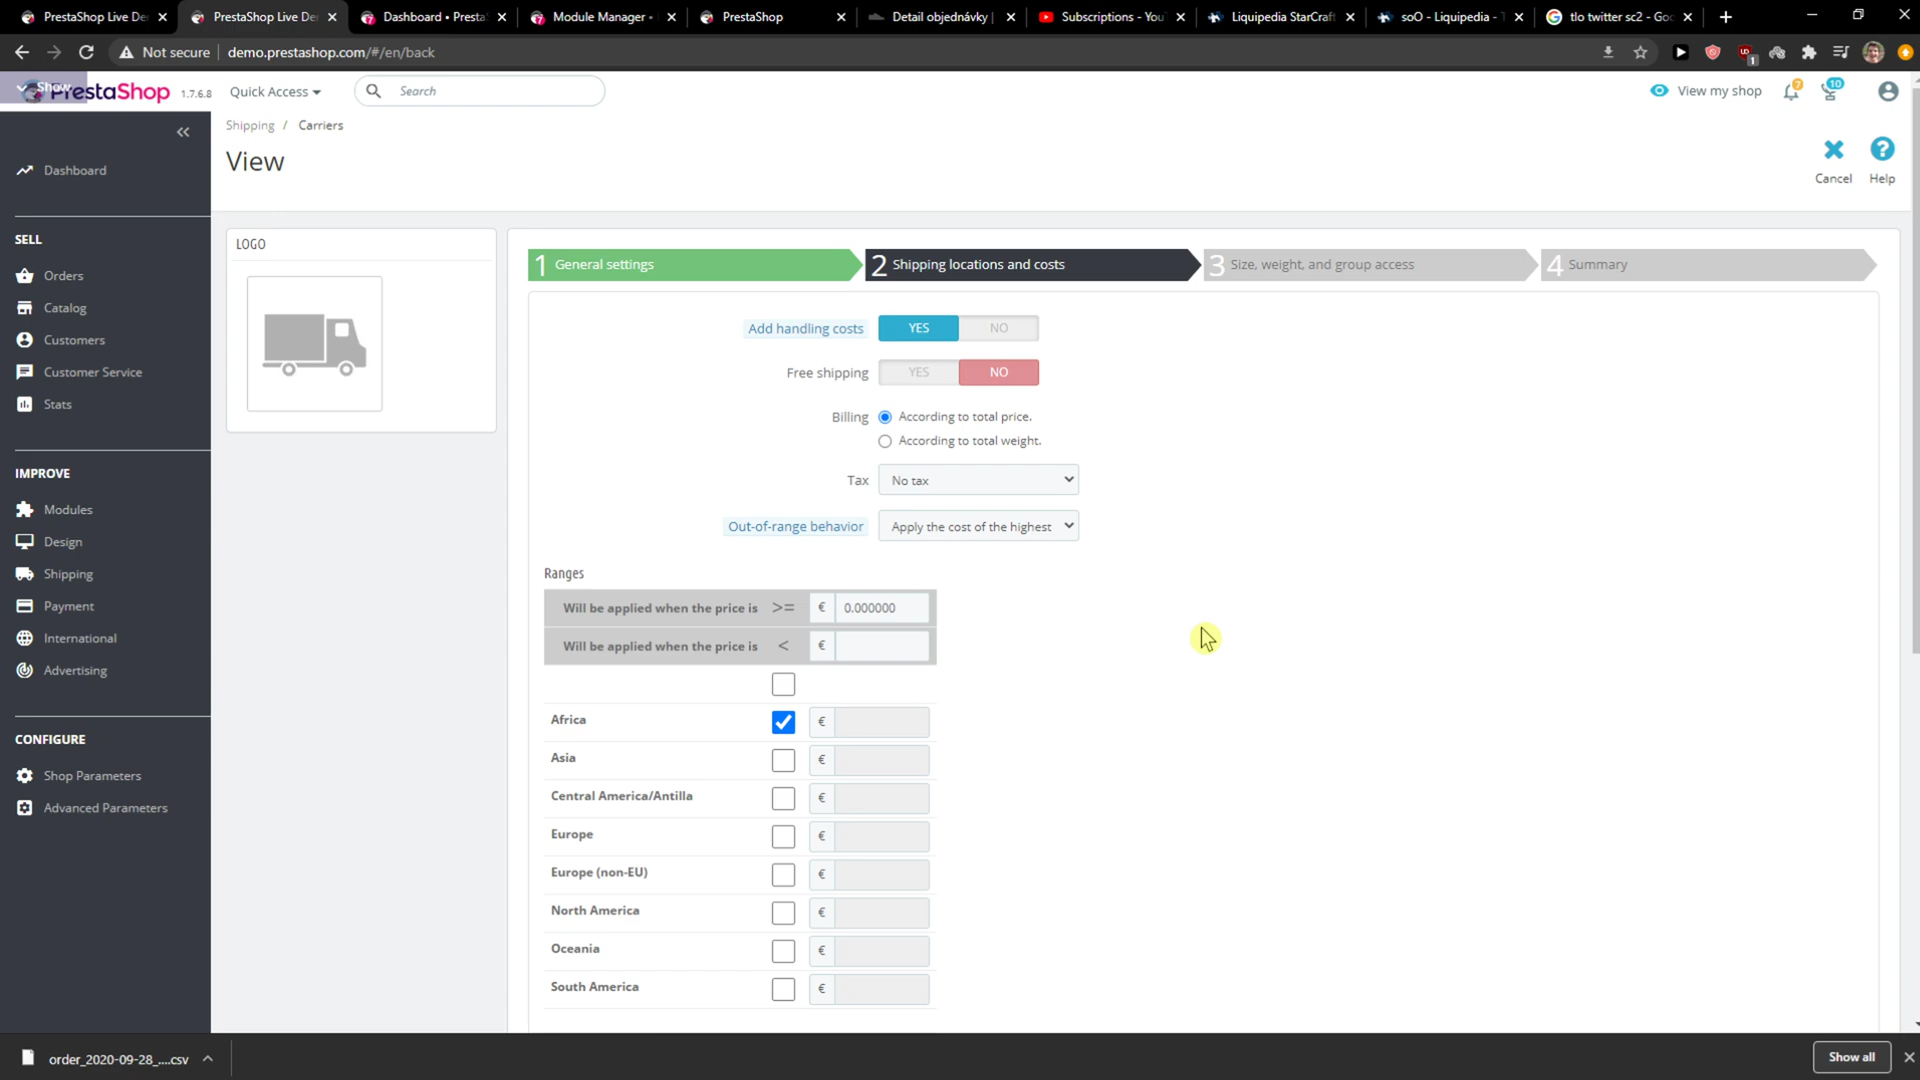 PrestaShop Live De
PrestaShop Live De
Dashboard • Presta
Module Manager •
PrestaShop
Detail objednávky
Subscriptions - You
Liquipedia StarCraft
soO - Liquipedia -
tlo twitter sc2 - Goo
Not secure
demo.prestashop.com/#/en/back
PrestaShop
1.7.6.8
Quick Access
Search
View my shop
7
10
Shipping / Carriers
View
Cancel
Help
Dashboard
SELL
Orders
Catalog
Customers
Customer Service
Stats
IMPROVE
Modules
Design
Shipping
Payment
International
Advertising
CONFIGURE
Shop Parameters
Advanced Parameters
LOGO
1 General settings
2 Shipping locations and costs
3 Size, weight, and group access
4 Summary
Add handling costs YES NO
Free shipping YES NO
Billing According to total price.
According to total weight.
Tax No tax
Out-of-range behavior Apply the cost of the highest
Ranges
Will be applied when the price is >= € 0.000000
Will be applied when the price is < €
Africa €
Asia €
Central America/Antilla €
Europe €
Europe (non-EU) €
North America €
Oceania €
South America €
order_2020-09-28_....csv
Show all